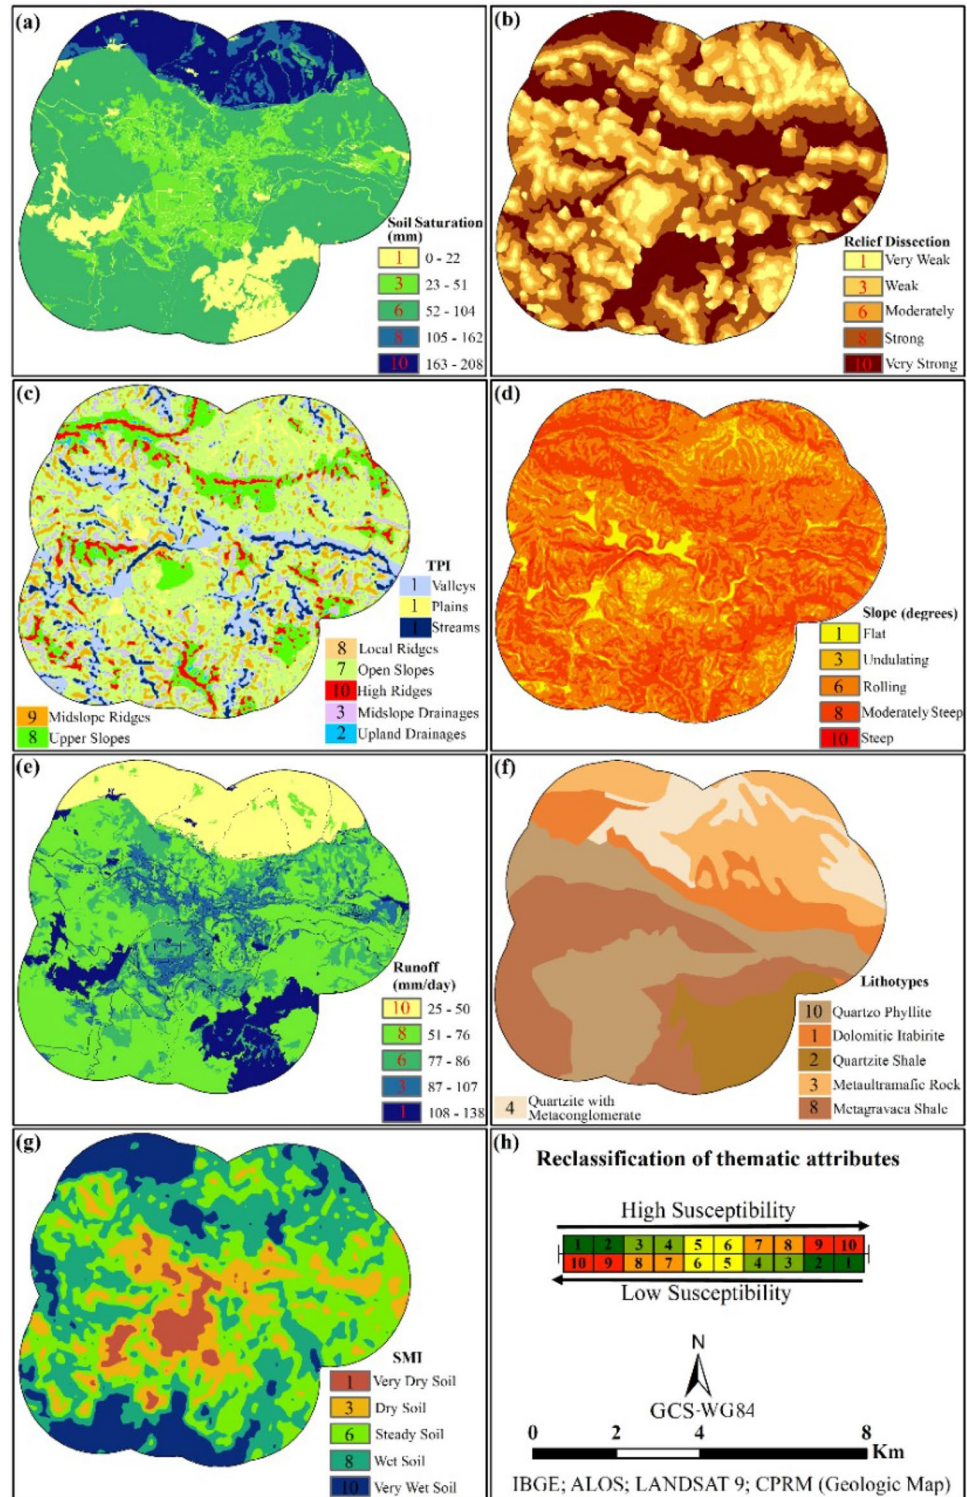 (a)
Soil Saturation
(mm)
1 0 - 22
3 23 - 51
6 52 - 104
8 105 - 162
10 163 - 208
(b)
Relief Dissection
1 Very Weak
3 Weak
6 Moderately
8 Strong
10 Very Strong
(c)
TPI
1 Valleys
1 Plains
1 Streams
8 Local Ridges
7 Open Slopes
10 High Ridges
3 Midslope Drainages
2 Upland Drainages
9 Midslope Ridges
8 Upper Slopes
(d)
Slope (degrees)
1 Flat
3 Undulating
6 Rolling
8 Moderately Steep
10 Steep
(e)
Runoff
(mm/day)
10 25 - 50
8 51 - 76
6 77 - 86
3 87 - 107
1 108 - 138
(f)
Lithotypes
10 Quartzo Phyllite
1 Dolomitic Itabirite
2 Quartzite Shale
3 Metaultramafic Rock
8 Metagravaca Shale
4 Quartzite with
Metaconglomerate
(g)
SMI
1 Very Dry Soil
3 Dry Soil
6 Steady Soil
8 Wet Soil
10 Very Wet Soil
(h)
Reclassification of thematic attributes
High Susceptibility
1 2 3 4 5 6 7 8 9 10
10 9 8 7 6 5 4 3 2 1
Low Susceptibility
N
GCS-WG84
0 2 4 8
Km
IBGE; ALOS; LANDSAT 9; CPRM (Geologic Map)